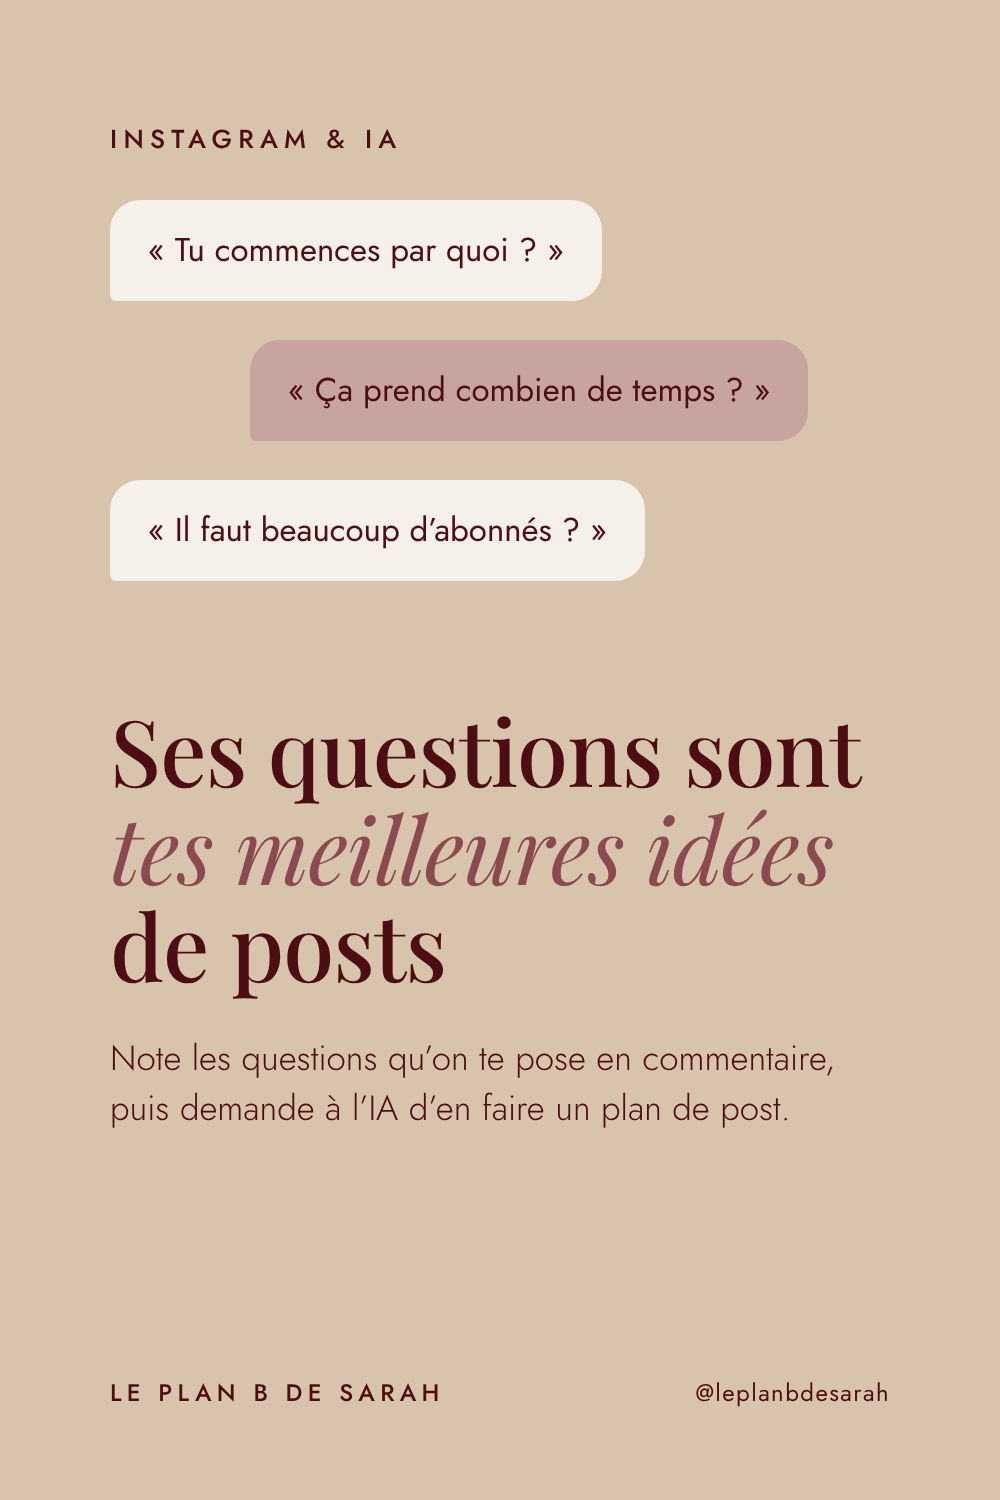 INSTAGRAM & IA
« Tu commences par quoi ? »
« Ça prend combien de temps ? »
« Il faut beaucoup d’abonnés ? »
Ses questions sont
tes meilleures idées
de posts
Note les questions qu’on te pose en commentaire,
puis demande à l’IA d’en faire un plan de post.
LE PLAN B DE SARAH
@leplanbdesarah